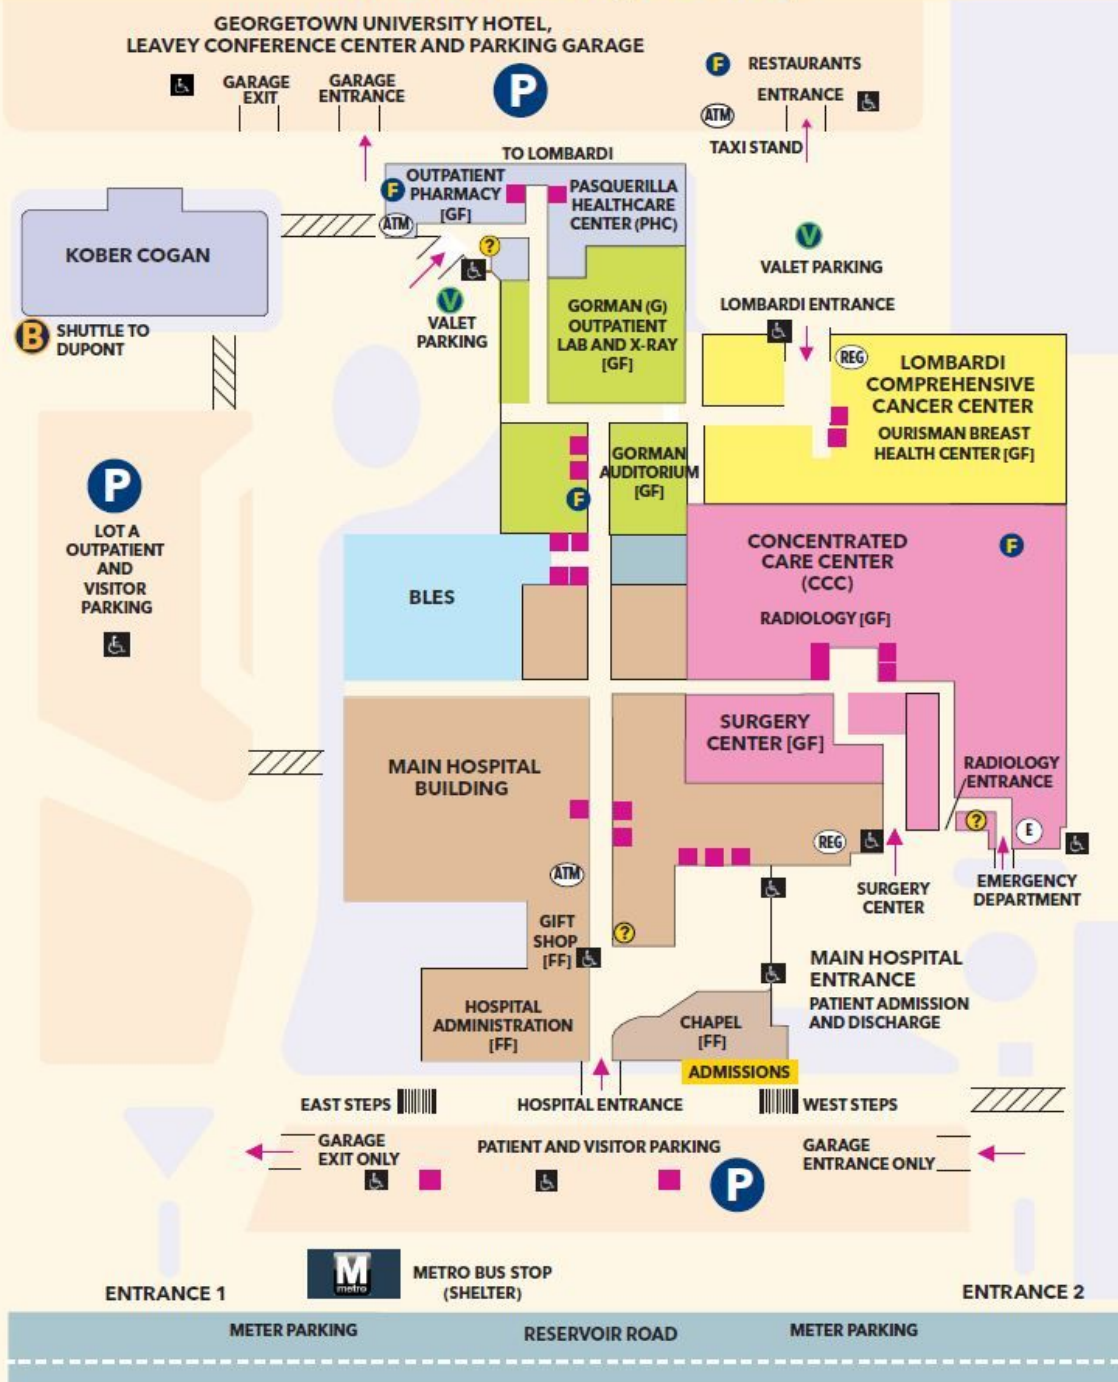 GEORGETOWN UNIVERSITY HOTEL,
LEAVEY CONFERENCE CENTER AND PARKING GARAGE
GARAGE
EXIT
GARAGE
ENTRANCE
P
F
RESTAURANTS
ATM
ENTRANCE
TAXI STAND
TO LOMBARDI
F
OUTPATIENT
PHARMACY
[GF]
ATM
PASQUERILLA
HEALTHCARE
CENTER (PHC)
?
KOBER COGAN
B
SHUTTLE TO
DUPONT
V
VALET
PARKING
V
VALET PARKING
GORMAN (G)
OUTPATIENT
LAB AND X-RAY
[GF]
LOMBARDI ENTRANCE
REG
LOMBARDI
COMPREHENSIVE
CANCER CENTER
OURISMAN BREAST
HEALTH CENTER [GF]
GORMAN
AUDITORIUM
[GF]
F
P
LOT A
OUTPATIENT
AND
VISITOR
PARKING
BLES
CONCENTRATED
CARE CENTER
(CCC)
F
RADIOLOGY [GF]
SURGERY
CENTER [GF]
MAIN HOSPITAL
BUILDING
RADIOLOGY
ENTRANCE
?
E
REG
ATM
SURGERY
CENTER
EMERGENCY
DEPARTMENT
GIFT
SHOP
[FF]
?
MAIN HOSPITAL
ENTRANCE
PATIENT ADMISSION
AND DISCHARGE
HOSPITAL
ADMINISTRATION
[FF]
CHAPEL
[FF]
ADMISSIONS
EAST STEPS
HOSPITAL ENTRANCE
WEST STEPS
GARAGE
EXIT ONLY
PATIENT AND VISITOR PARKING
P
GARAGE
ENTRANCE ONLY
M
metro
METRO BUS STOP
(SHELTER)
ENTRANCE 1
ENTRANCE 2
METER PARKING
RESERVOIR ROAD
METER PARKING